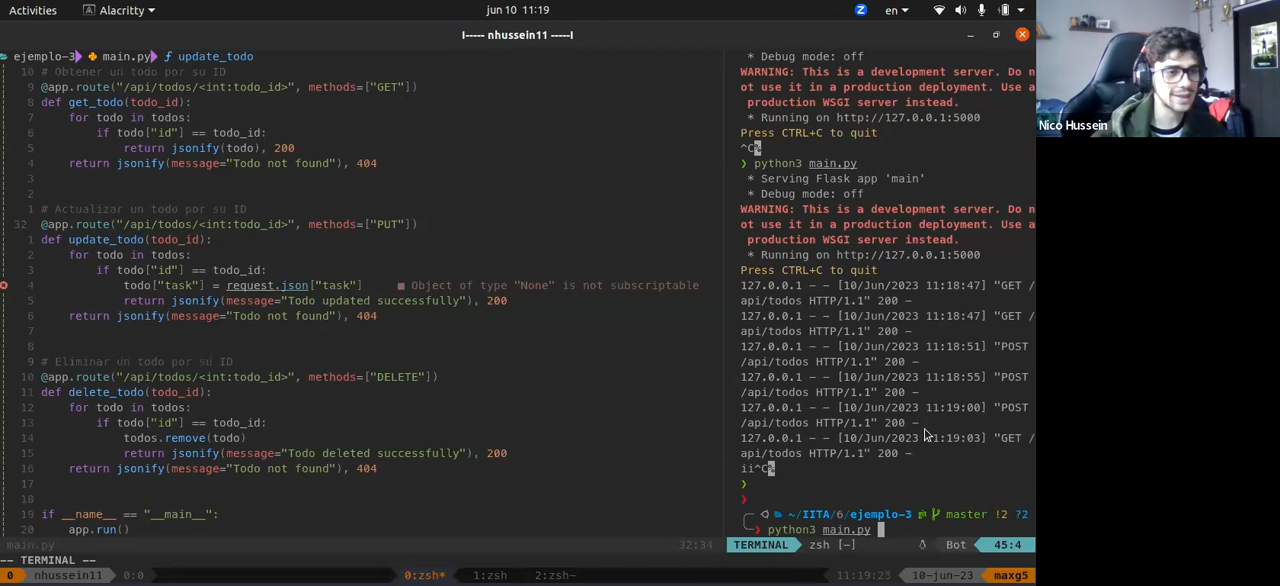 Activities Alacritty jun 10 11:19 en
|----- nhussein11 -----|
ejemplo-3 main.py update_todo
10 # Obtener un todo por su ID
9 @app.route("/api/todos/<int:todo_id>", methods=["GET"])
8 def get_todo(todo_id):
7 for todo in todos:
6 if todo["id"] == todo_id:
5 return jsonify(todo), 200
4 return jsonify(message="Todo not found"), 404
3
2
1 # Actualizar un todo por su ID
32 @app.route("/api/todos/<int:todo_id>", methods=["PUT"])
1 def update_todo(todo_id):
2 for todo in todos:
3 if todo["id"] == todo_id:
4 todo["task"] = request.json["task"] ■ Object of type "None" is not subscriptable
5 return jsonify(message="Todo updated successfully"), 200
6 return jsonify(message="Todo not found"), 404
7
8
9 # Eliminar un todo por su ID
10 @app.route("/api/todos/<int:todo_id>", methods=["DELETE"])
11 def delete_todo(todo_id):
12 for todo in todos:
13 if todo["id"] == todo_id:
14 todos.remove(todo)
15 return jsonify(message="Todo deleted successfully"), 200
16 return jsonify(message="Todo not found"), 404
17
18
19 if __name__ == "__main__":
20 app.run()
main.py 32:34
* Debug mode: off
WARNING: This is a development server. Do n
ot use it in a production deployment. Use a
production WSGI server instead.
* Running on http://127.0.0.1:5000
Press CTRL+C to quit
^C%
❯ python3 main.py
* Serving Flask app 'main'
* Debug mode: off
WARNING: This is a development server. Do n
ot use it in a production deployment. Use a
production WSGI server instead.
* Running on http://127.0.0.1:5000
Press CTRL+C to quit
127.0.0.1 - - [10/Jun/2023 11:18:47] "GET /
api/todos HTTP/1.1" 200 -
127.0.0.1 - - [10/Jun/2023 11:18:47] "GET /
api/todos HTTP/1.1" 200 -
127.0.0.1 - - [10/Jun/2023 11:18:51] "POST
/api/todos HTTP/1.1" 200 -
127.0.0.1 - - [10/Jun/2023 11:18:55] "POST
/api/todos HTTP/1.1" 200 -
127.0.0.1 - - [10/Jun/2023 11:19:00] "POST
/api/todos HTTP/1.1" 200 -
127.0.0.1 - - [10/Jun/2023 11:19:03] "GET /
api/todos HTTP/1.1" 200 -
ii^C%
❯
❯
~/IITA/6/ejemplo-3 master !2 ?2
❯ python3 main.py
TERMINAL zsh [-] Bot 45:4
-- TERMINAL --
0 nhussein11 0:0 0:zsh* 1:zsh 2:zsh- 11:19:25 10-jun-23 maxg5
Nico Hussein